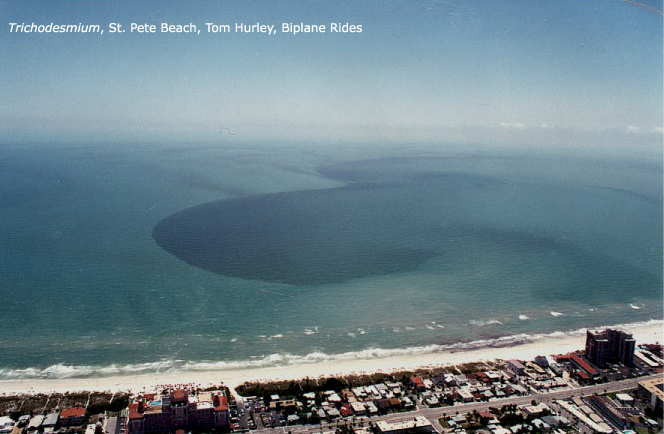 Trichodesmium, St. Pete Beach, Tom Hurley, Biplane Rides